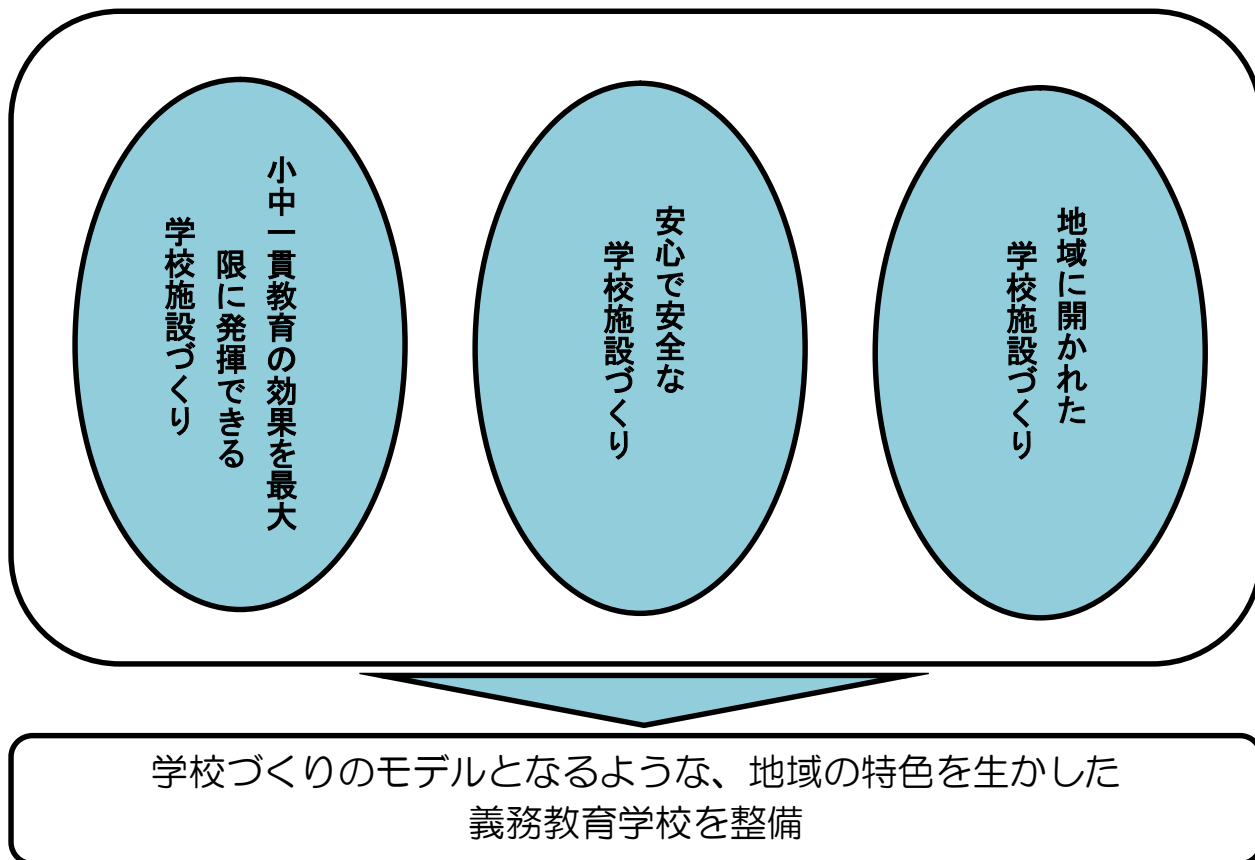 地域に開かれた
学校施設づくり
安心で安全な
学校施設づくり
小中一貫教育の効果を最大
限に発揮できる
学校施設づくり
学校づくりのモデルとなるような、地域の特色を生かした
義務教育学校を整備